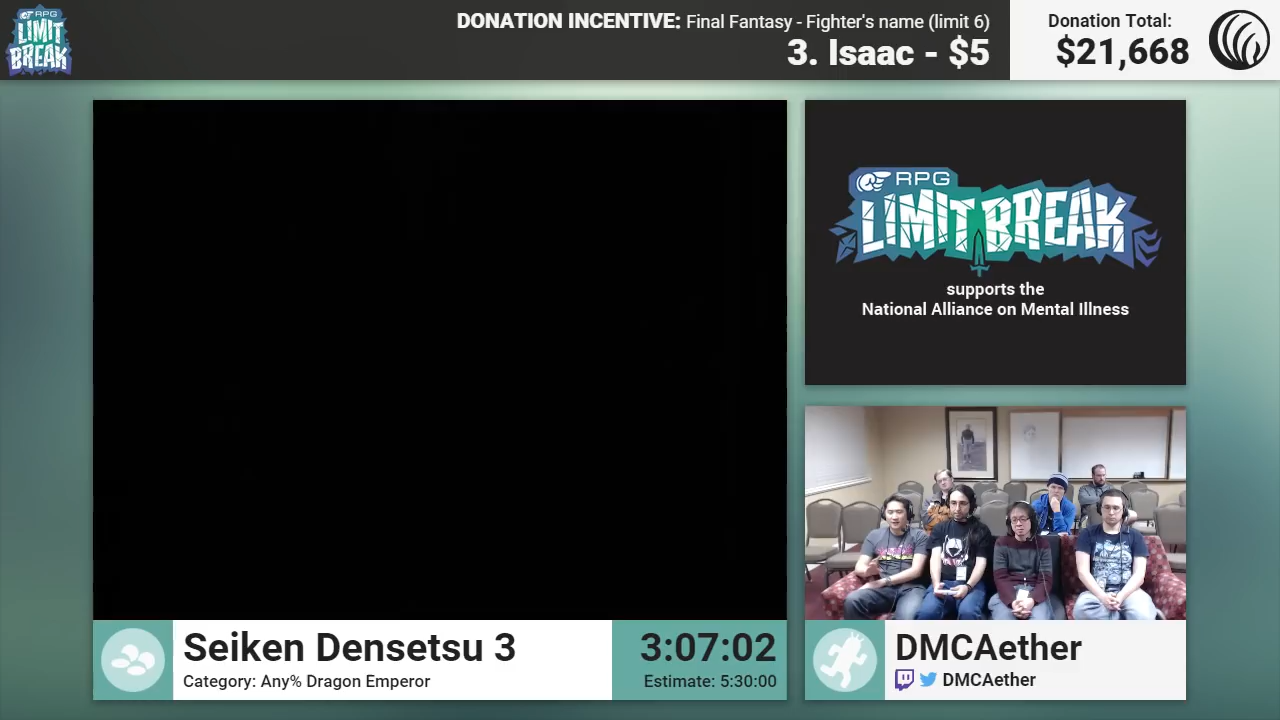 RPG
LIMIT
BREAK
DONATION INCENTIVE: Final Fantasy - Fighter's name (limit 6)
3. Isaac - $5
Donation Total:
$21,668
RPG
LIMIT BREAK
supports the
National Alliance on Mental Illness
Seiken Densetsu 3
Category: Any% Dragon Emperor
3:07:02
Estimate: 5:30:00
DMCAether
DMCAether